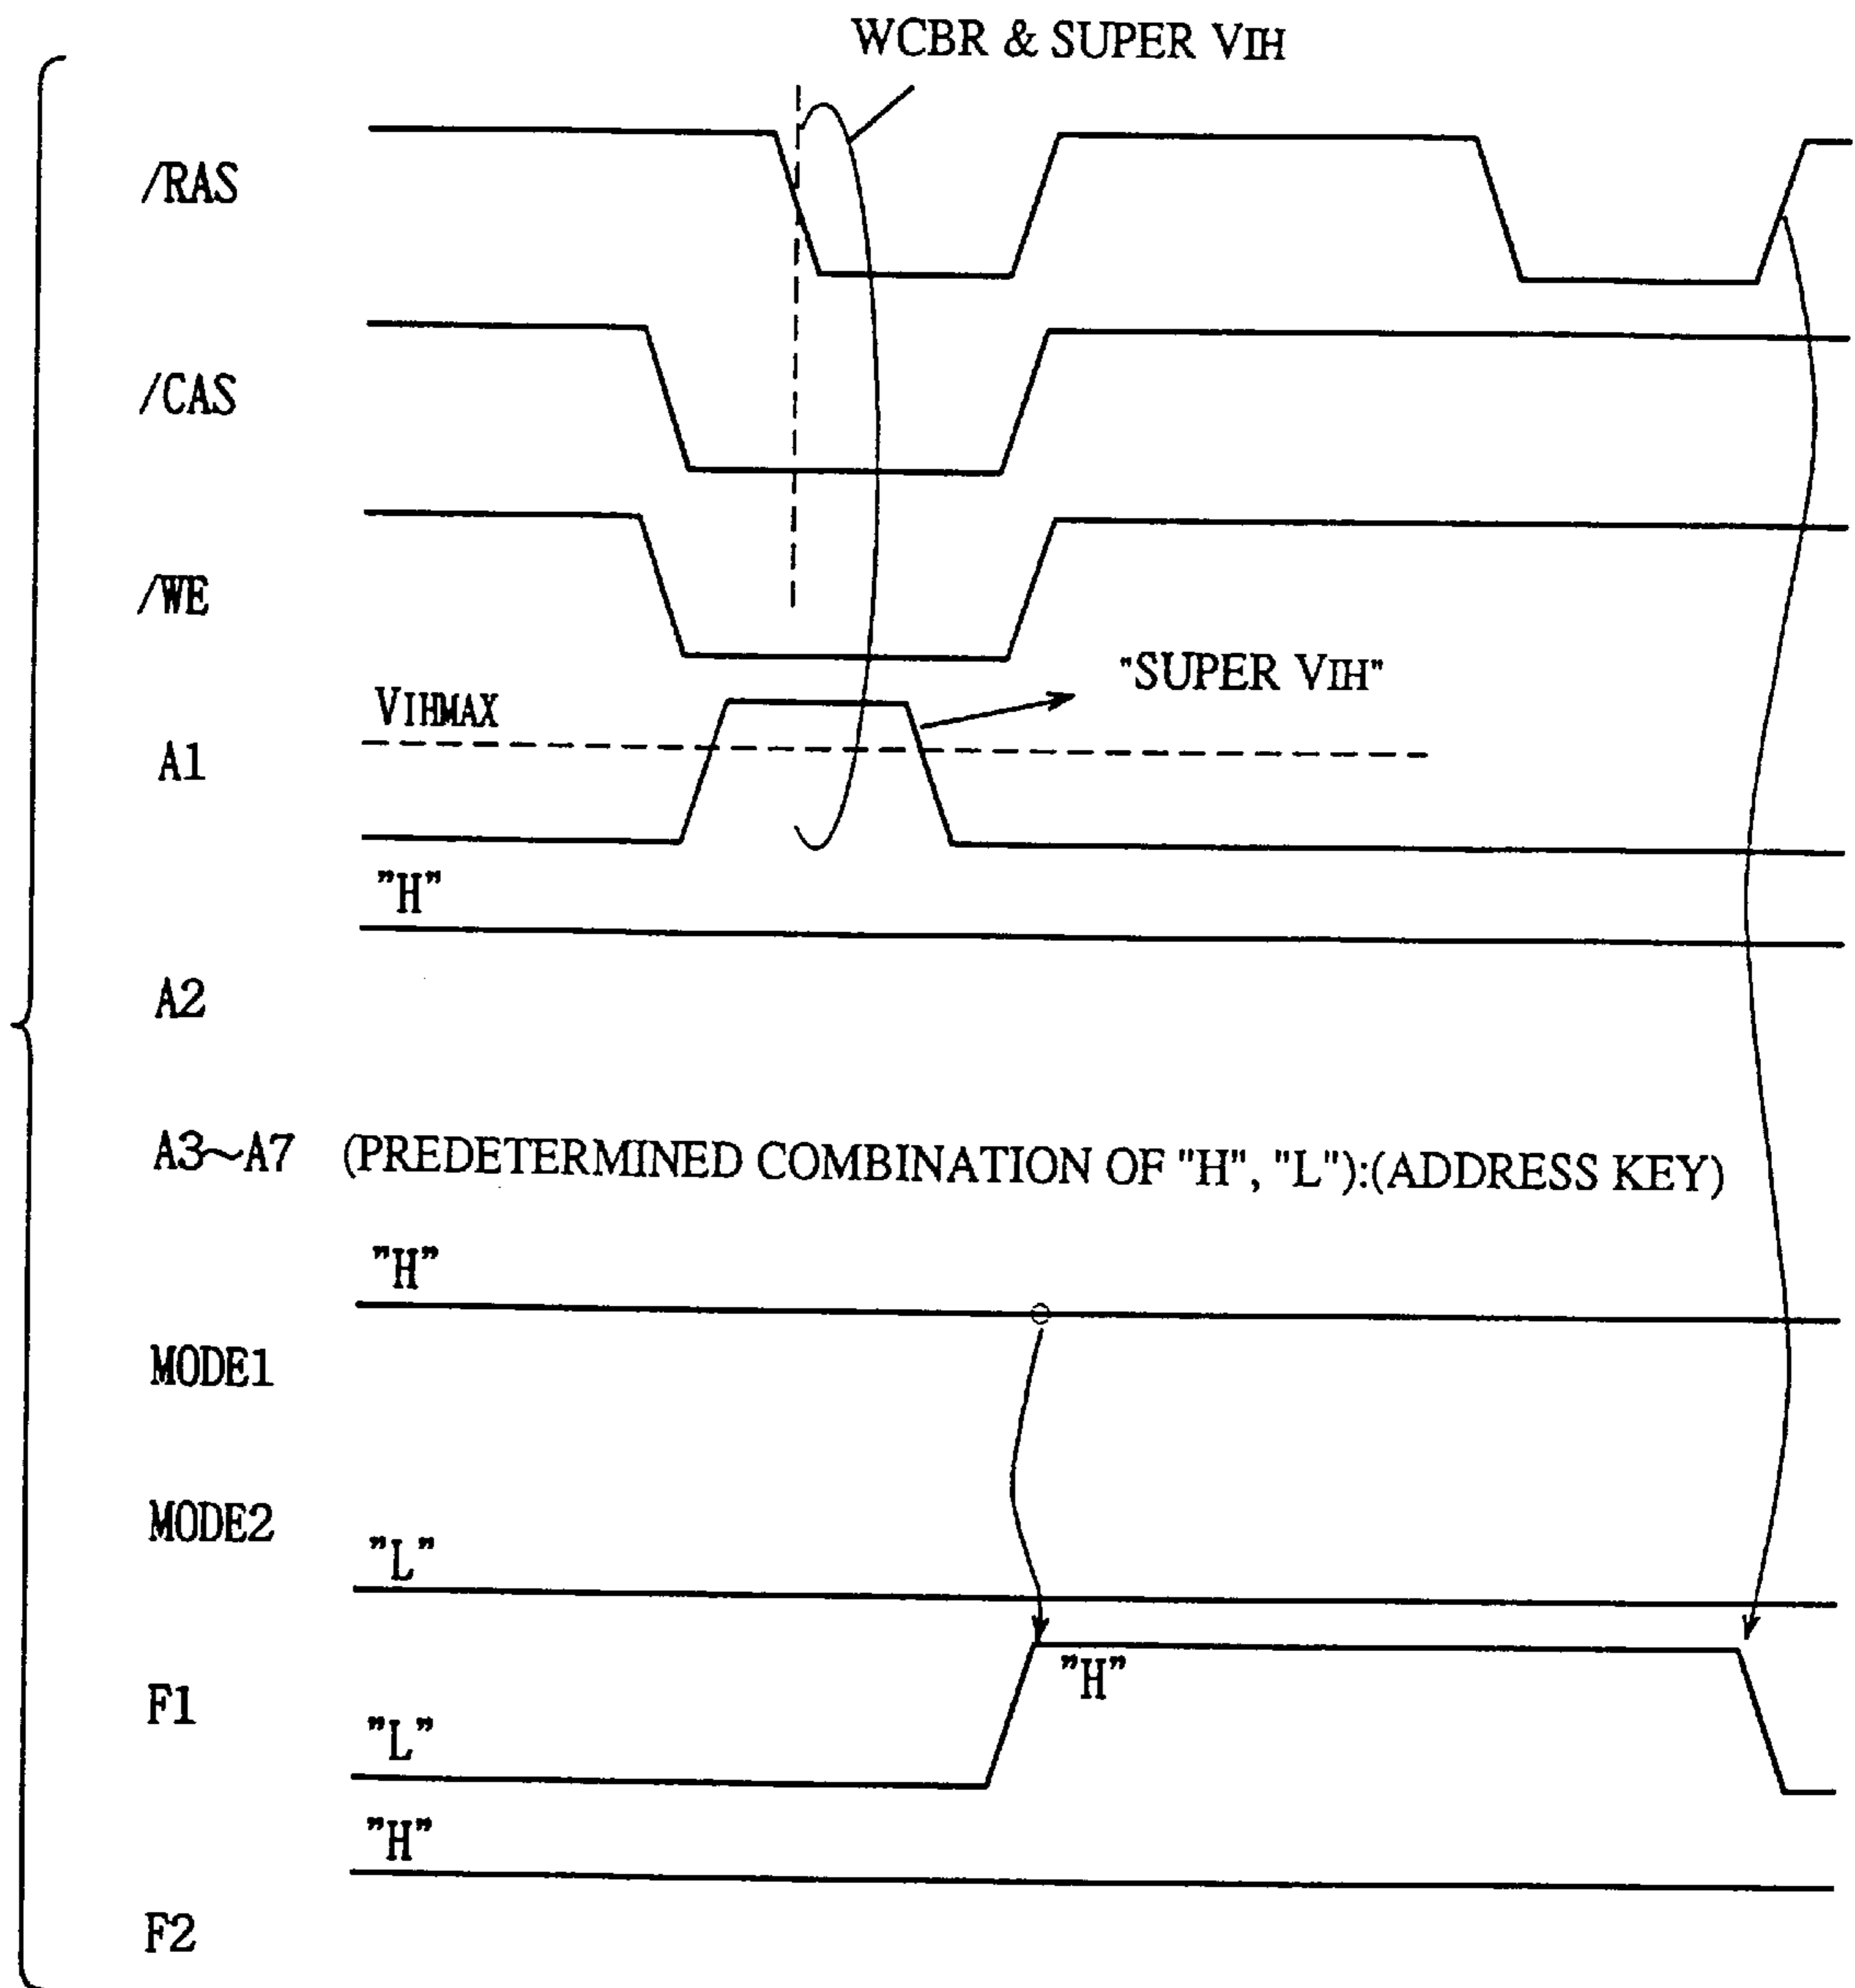 WCBR & SUPER VIH
/RAS
/CAS
/WE
"SUPER VIH"
VIHMAX
A1
"H"
A2
A3~A7 (PREDETERMINED COMBINATION OF "H", "L"):(ADDRESS KEY)
"H"
MODE1
MODE2
"L"
"H"
F1
"L"
"H"
F2